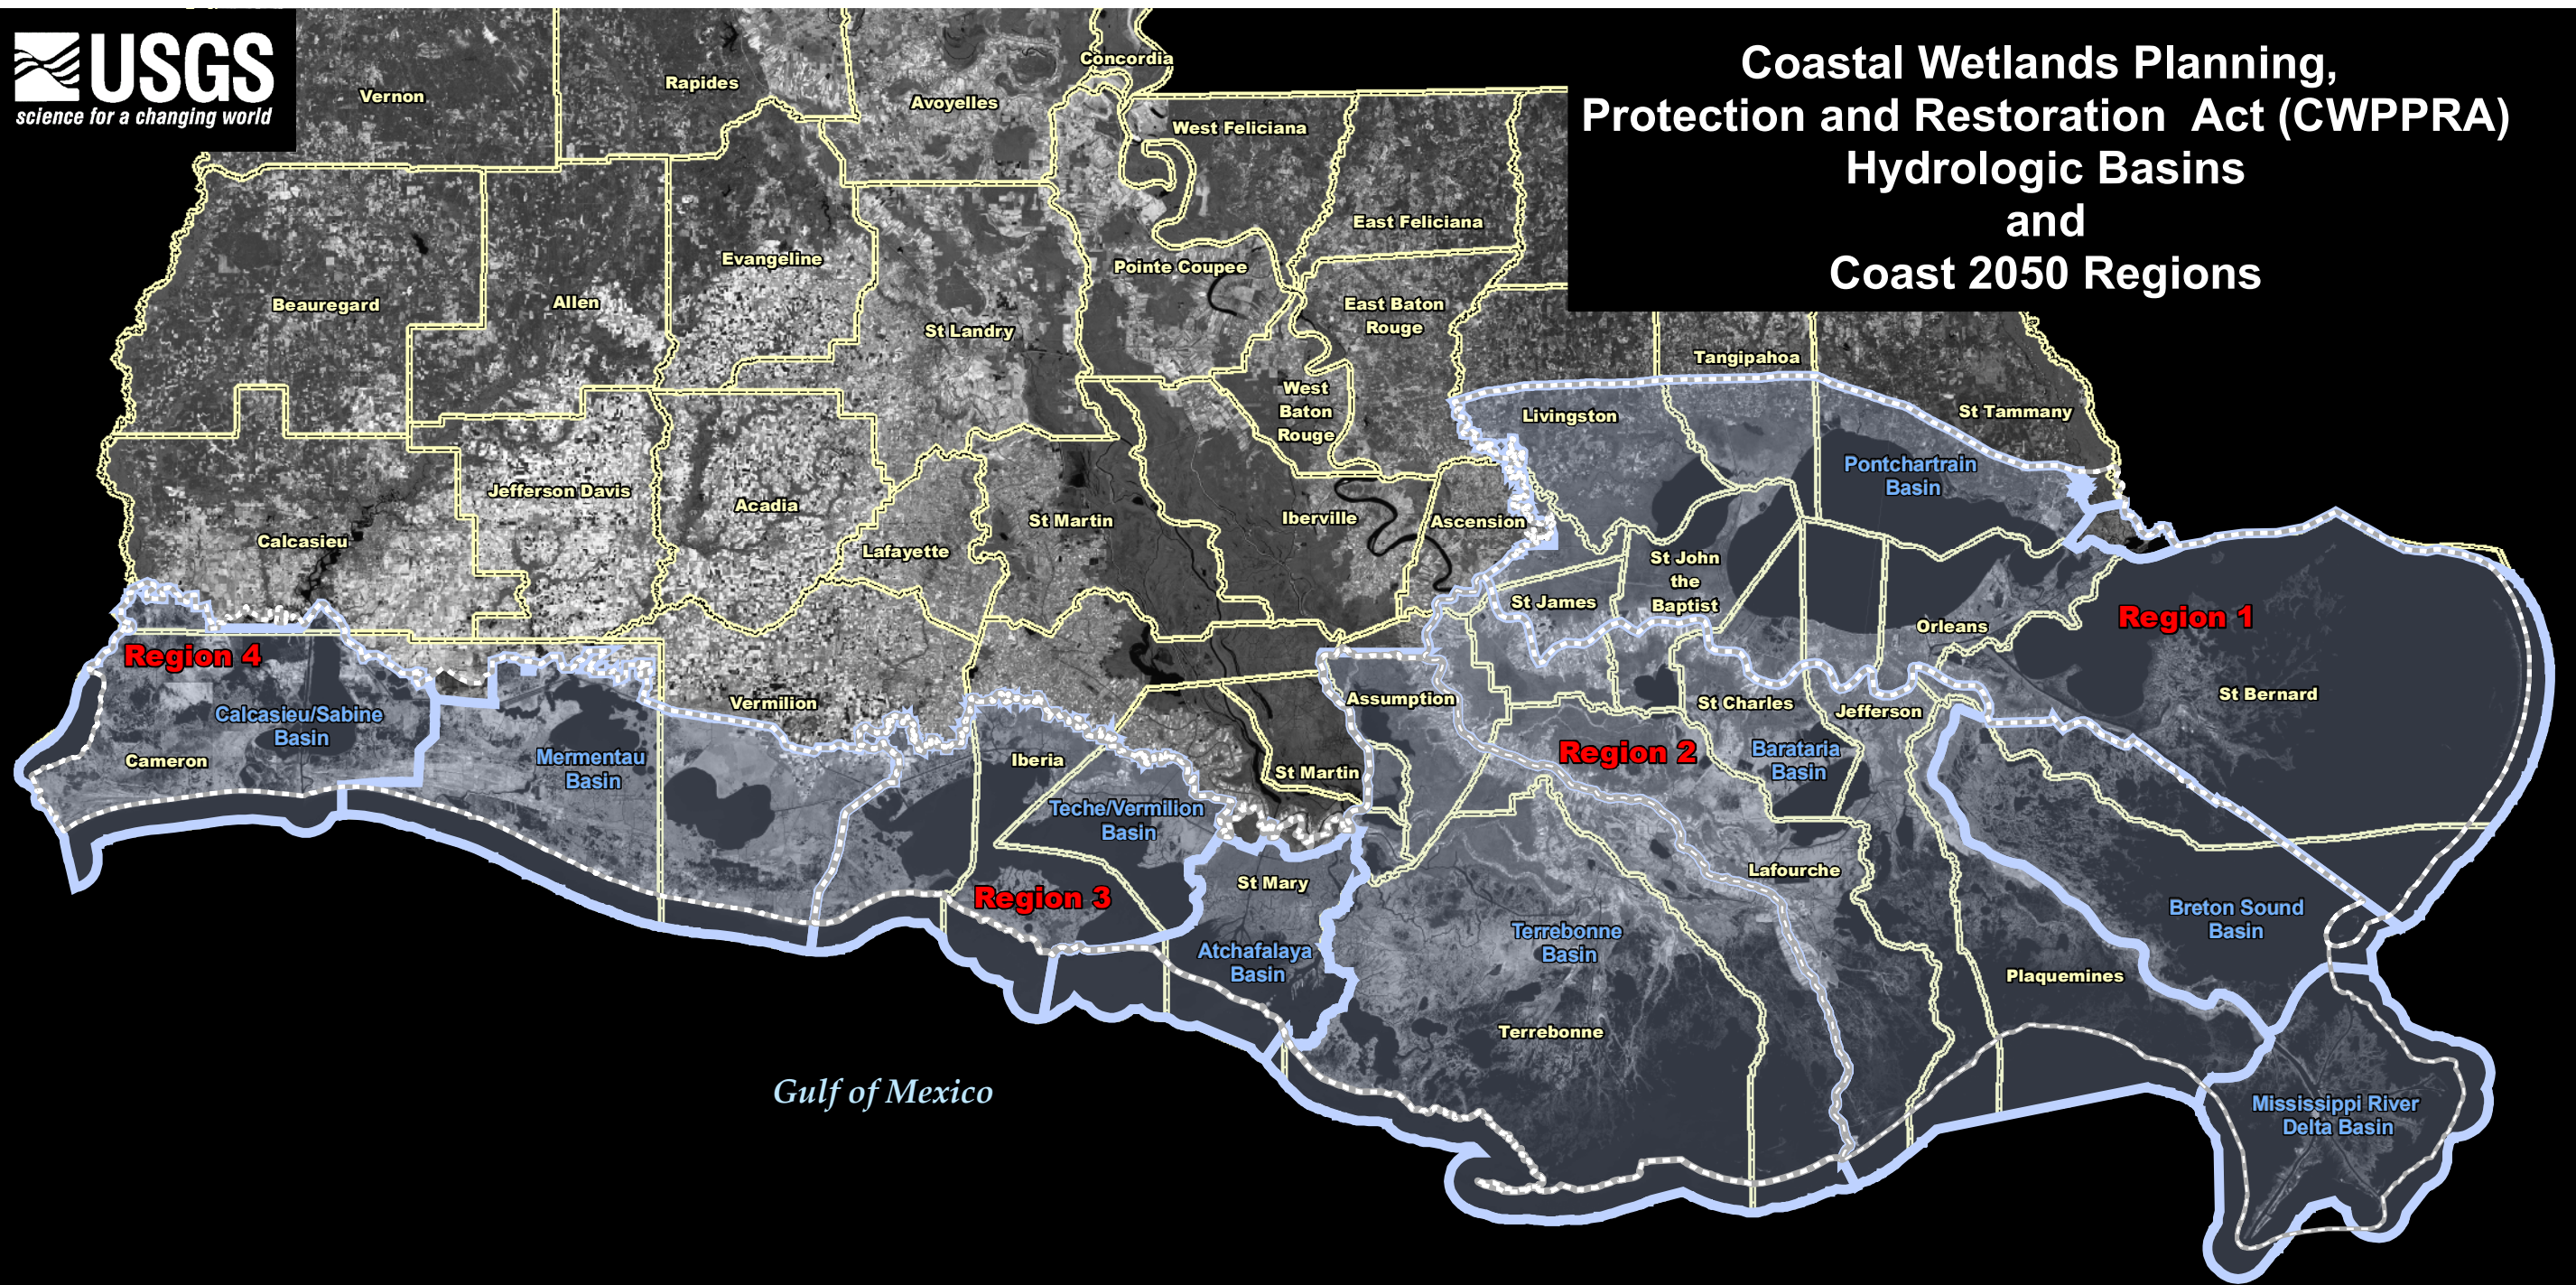 USGS
science for a changing world
Coastal Wetlands Planning,
Protection and Restoration Act (CWPPRA)
Hydrologic Basins
and
Coast 2050 Regions
Concordia
Vernon
Rapides
Avoyelles
West Feliciana
East Feliciana
Evangeline
Pointe Coupee
Beauregard
Allen
St Landry
East Baton
Rouge
Tangipahoa
West
Baton
Rouge
Livingston
St Tammany
Pontchartrain
Basin
Jefferson Davis
Acadia
St Martin
Iberville
Ascension
Calcasieu
Lafayette
St John
the
Baptist
St James
Orleans
Region 1
Region 4
Calcasieu/Sabine
Basin
Cameron
Mermentau
Basin
Vermilion
Iberia
Assumption
St Martin
Region 2
St Charles
Jefferson
Barataria
Basin
St Bernard
Teche/Vermilion
Basin
Region 3
St Mary
Atchafalaya
Basin
Lafourche
Terrebonne
Basin
Terrebonne
Breton Sound
Basin
Plaquemines
Gulf of Mexico
Mississippi River
Delta Basin